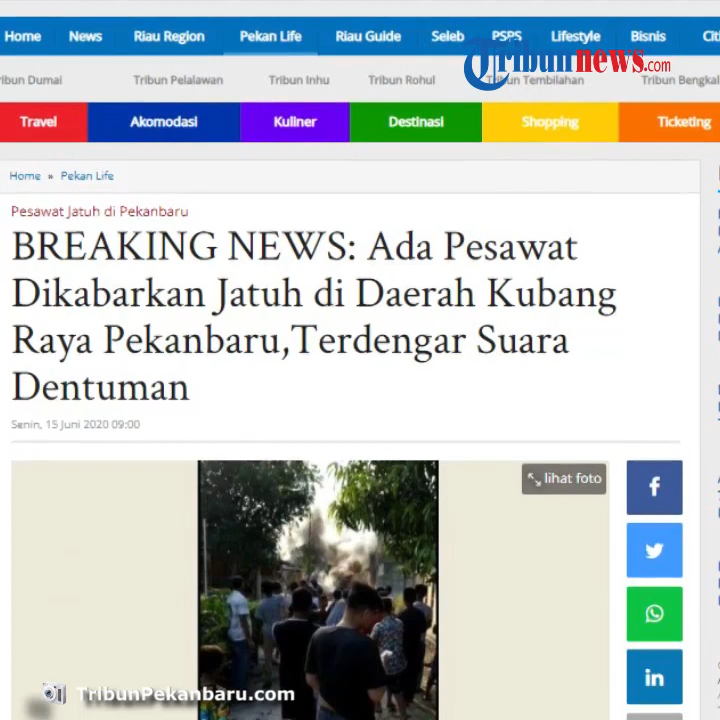 Home News Riau Region Pekan Life Riau Guide Seleb PSPS Lifestyle Bisnis
Tribunnews.com
Dumai Tribun Pelalawan Tribun Inhu Tribun Rohul Tribun Tembilahan Tribun
Travel Akomodasi Kuliner Destinasi Shopping Ticketing
Home » Pekan Life
Pesawat Jatuh di Pekanbaru
BREAKING NEWS: Ada Pesawat
Dikabarkan Jatuh di Daerah Kubang
Raya Pekanbaru,Terdengar Suara
Dentuman
Senin, 15 Juni 2020 09:00
lihat foto
f
in
TribunPekanbaru.com